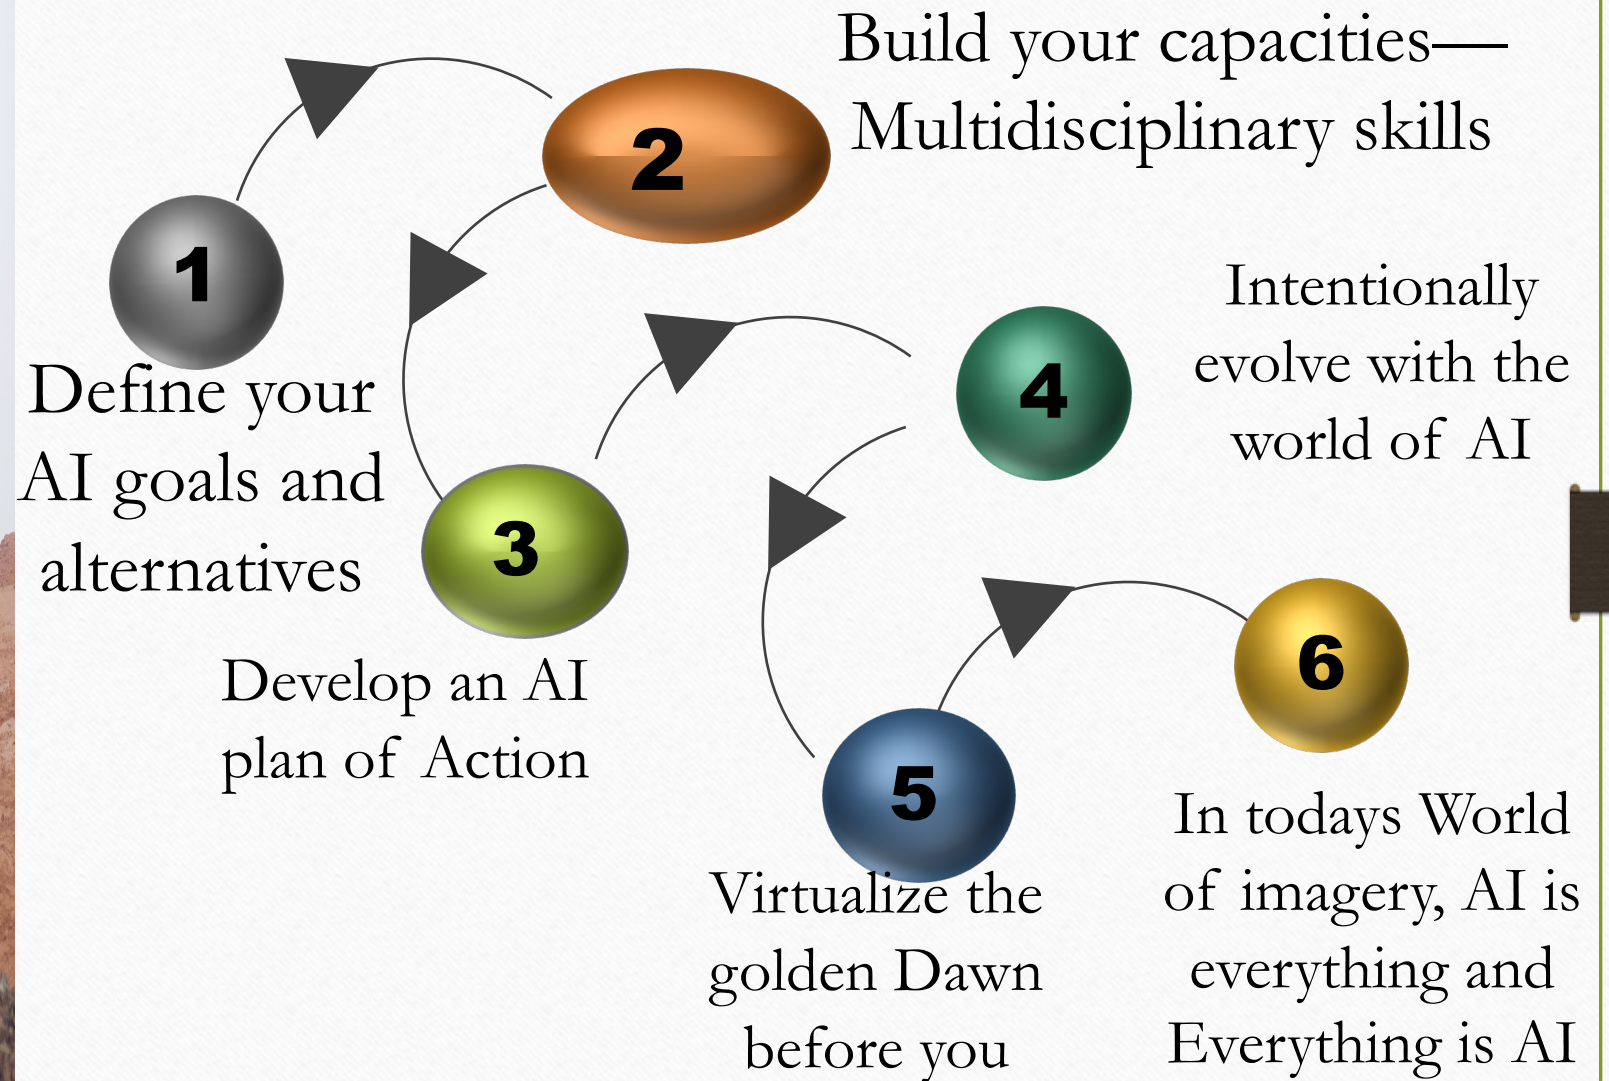 1
Define your
AI goals and
alternatives
2
Build your capacities—
Multidisciplinary skills
3
Develop an AI
plan of Action
4
Intentionally
evolve with the
world of AI
5
Virtualize the
golden Dawn
before you
6
In todays World
of imagery, AI is
everything and
Everything is AI